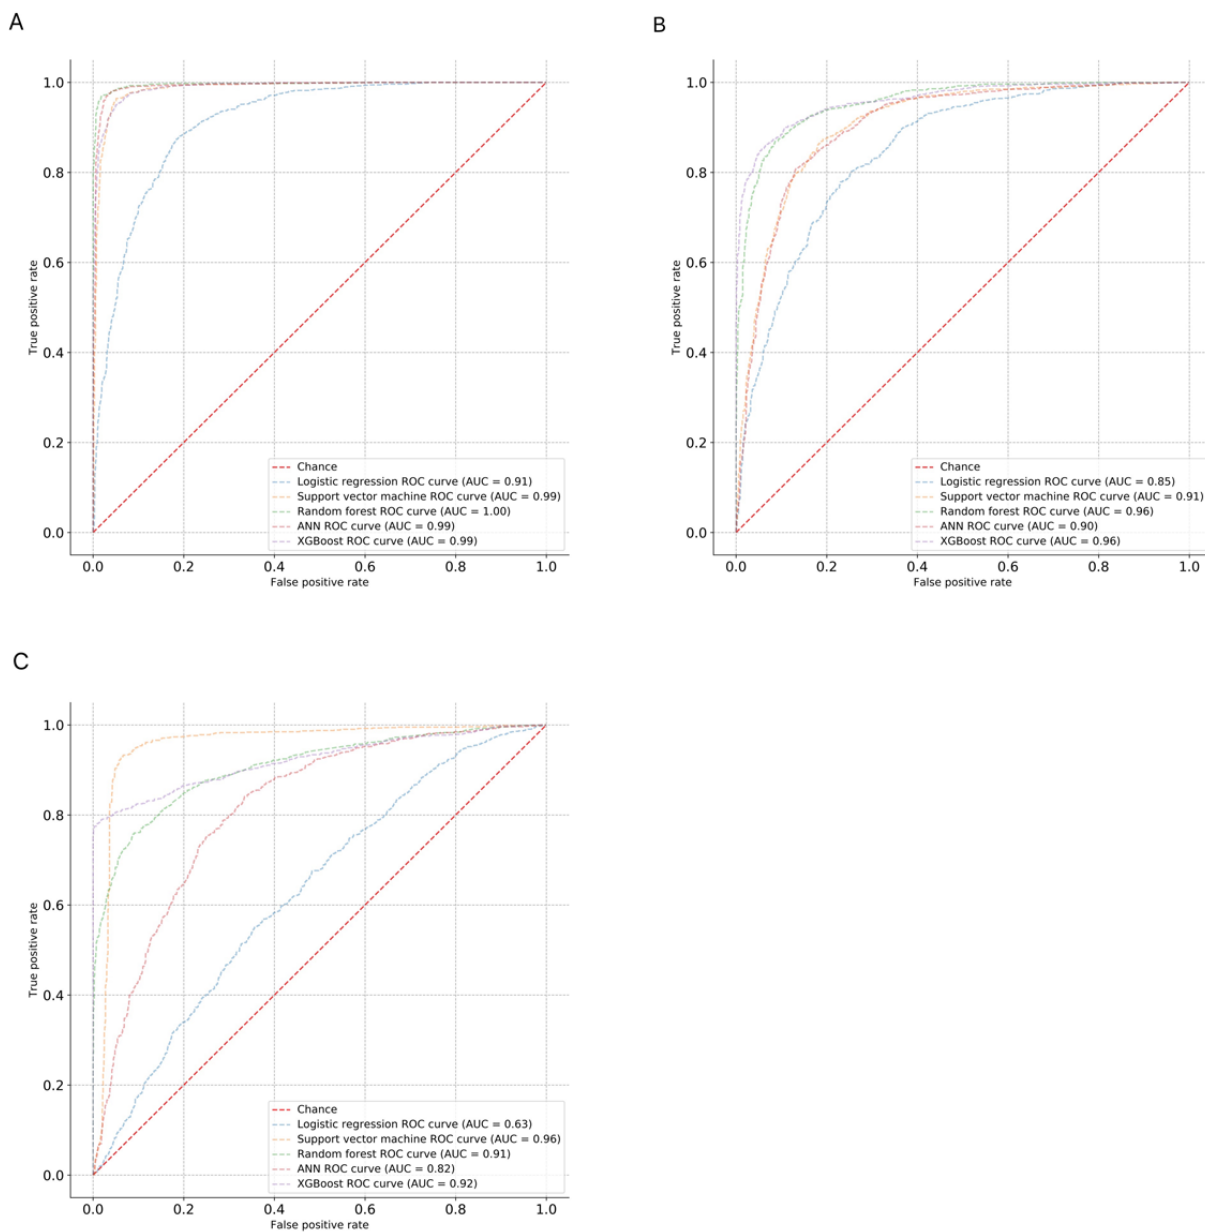 A
1.0
0.8
0.6
0.4
0.2
0.0
True positive rate
Chance
Logistic regression ROC curve (AUC = 0.91)
Support vector machine ROC curve (AUC = 0.99)
Random forest ROC curve (AUC = 1.00)
ANN ROC curve (AUC = 0.99)
XGBoost ROC curve (AUC = 0.99)
0.0 0.2 0.4 0.6 0.8 1.0
False positive rate
B
1.0
0.8
0.6
0.4
0.2
0.0
True positive rate
Chance
Logistic regression ROC curve (AUC = 0.85)
Support vector machine ROC curve (AUC = 0.91)
Random forest ROC curve (AUC = 0.96)
ANN ROC curve (AUC = 0.90)
XGBoost ROC curve (AUC = 0.96)
0.0 0.2 0.4 0.6 0.8 1.0
False positive rate
C
1.0
0.8
0.6
0.4
0.2
0.0
True positive rate
Chance
Logistic regression ROC curve (AUC = 0.63)
Support vector machine ROC curve (AUC = 0.96)
Random forest ROC curve (AUC = 0.91)
ANN ROC curve (AUC = 0.82)
XGBoost ROC curve (AUC = 0.92)
0.0 0.2 0.4 0.6 0.8 1.0
False positive rate